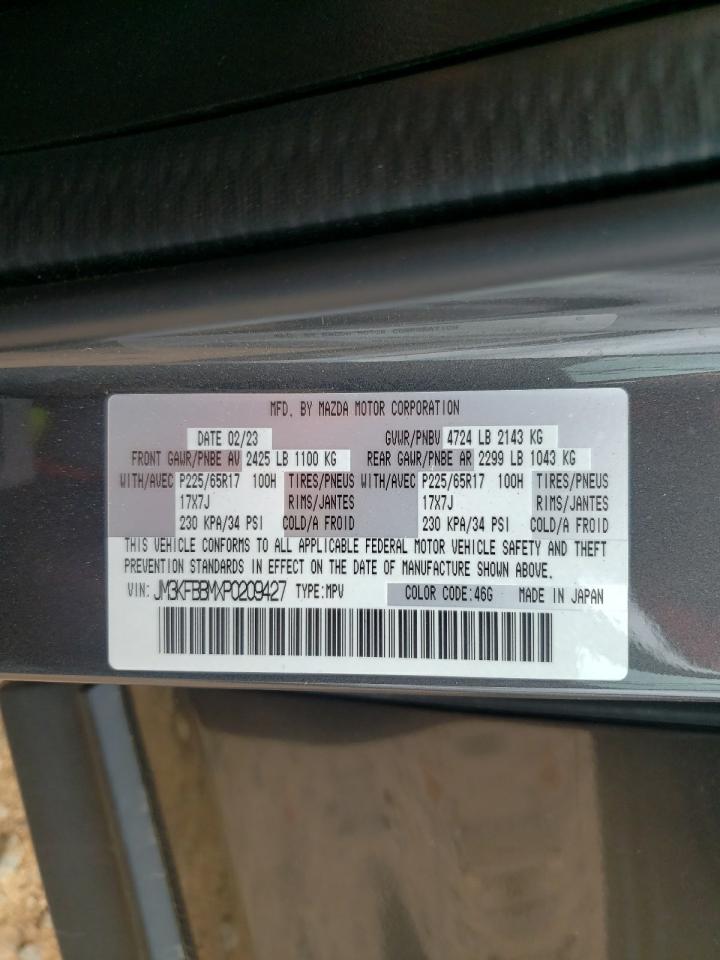 MFD. BY MAZDA MOTOR CORPORATION
DATE 02/23 GVWR/PNBV 4724 LB 2143 KG
FRONT GAWR/PNBE AV 2425 LB 1100 KG REAR GAWR/PNBE AR 2299 LB 1043 KG
WITH/AVEC P225/65R17 100H TIRES/PNEUS WITH/AVEC P225/65R17 100H TIRES/PNEUS
17X7J RIMS/JANTES 17X7J RIMS/JANTES
230 KPA/34 PSI COLD/A FROID 230 KPA/34 PSI COLD/A FROID
THIS VEHICLE CONFORMS TO ALL APPLICABLE FEDERAL MOTOR VEHICLE SAFETY AND THEFT
PREVENTION STANDARDS IN EFFECT ON THE DATE OF MANUFACTURE SHOWN ABOVE.
VIN: JM3KFBBMXP0209427 TYPE:MPV COLOR CODE:46G MADE IN JAPAN